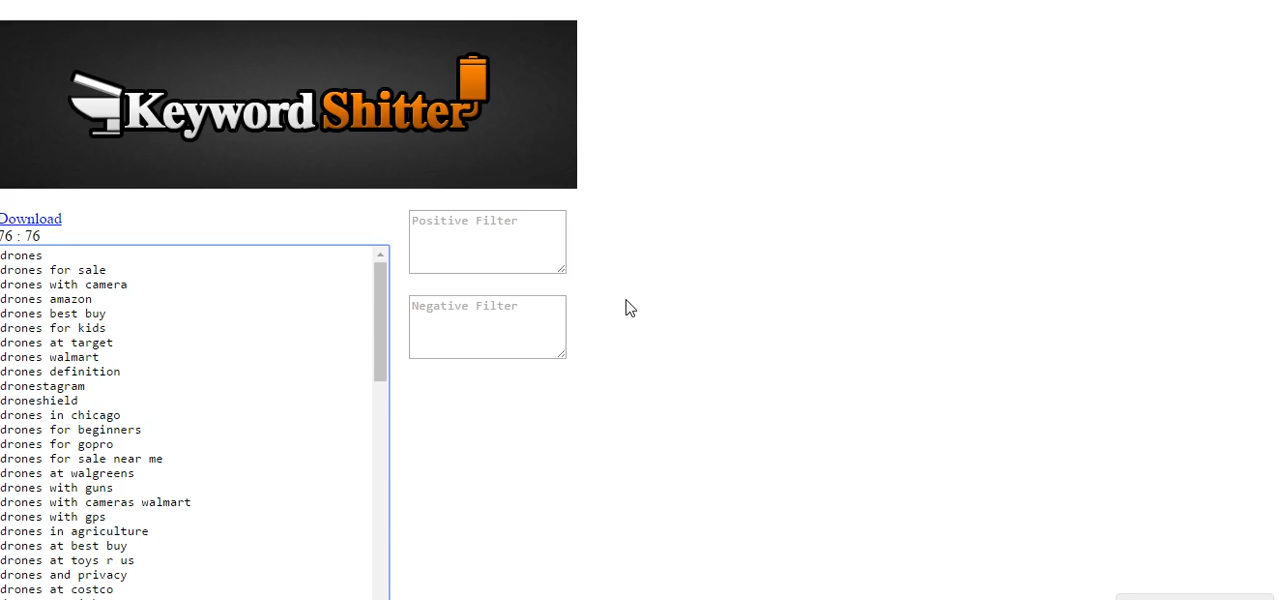 Keyword Shitter
Download
76 : 76
drones
drones for sale
drones with camera
drones amazon
drones best buy
drones for kids
drones at target
drones walmart
drones definition
dronestagram
droneshield
drones in chicago
drones for beginners
drones for gopro
drones for sale near me
drones at walgreens
drones with guns
drones with cameras walmart
drones with gps
drones in agriculture
drones at best buy
drones at toys r us
drones and privacy
drones at costco
Positive Filter
Negative Filter